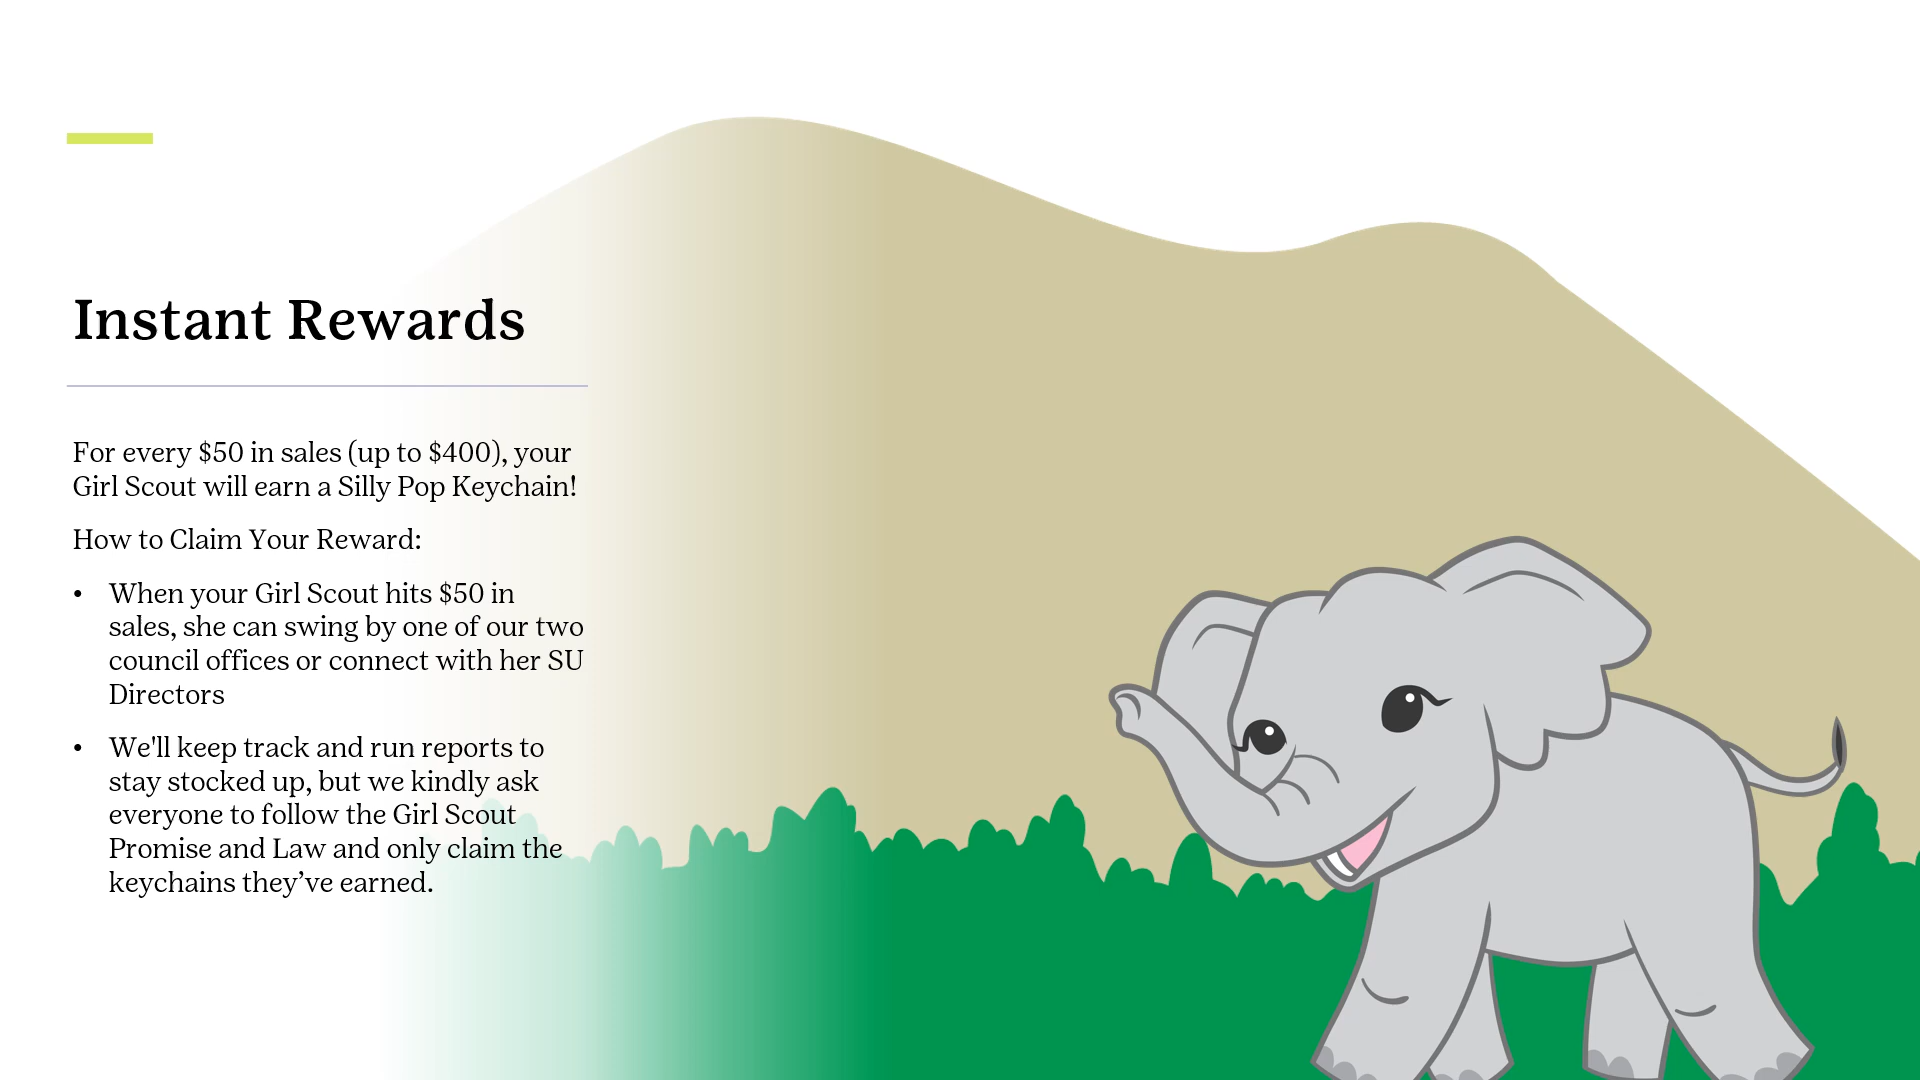 Instant Rewards
For every $50 in sales (up to $400), your
Girl Scout will earn a Silly Pop Keychain!
How to Claim Your Reward:
• When your Girl Scout hits $50 in
sales, she can swing by one of our two
council offices or connect with her SU
Directors
• We'll keep track and run reports to
stay stocked up, but we kindly ask
everyone to follow the Girl Scout
Promise and Law and only claim the
keychains they’ve earned.